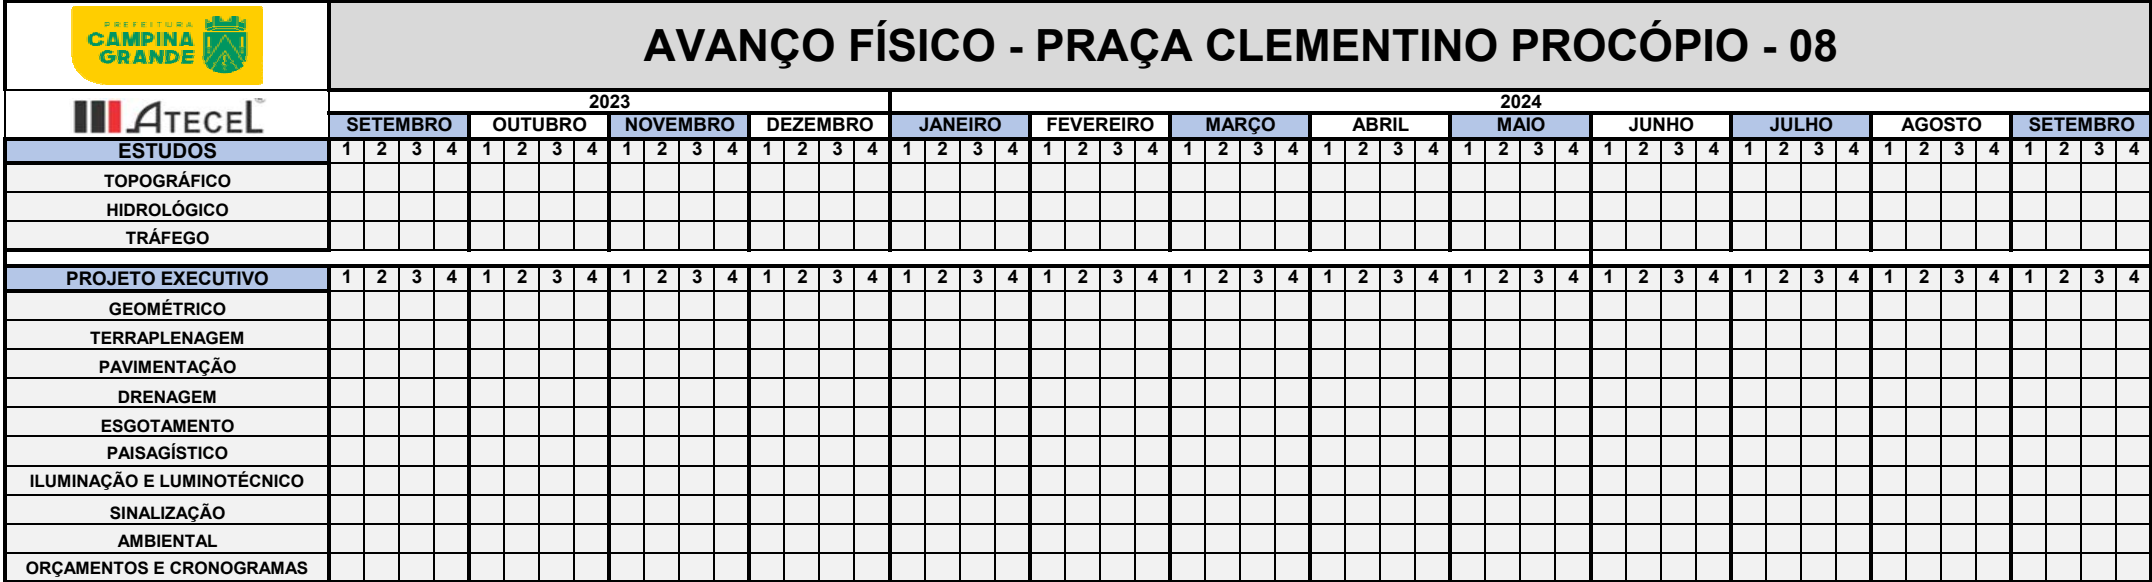 PREFEITURA
CAMPINA
GRANDE
AVANÇO FÍSICO - PRAÇA CLEMENTINO PROCÓPIO - 08
ATECEL
2023 2024
SETEMBRO OUTUBRO NOVEMBRO DEZEMBRO JANEIRO FEVEREIRO MARÇO ABRIL MAIO JUNHO JULHO AGOSTO SETEMBRO
ESTUDOS 1 2 3 4 1 2 3 4 1 2 3 4 1 2 3 4 1 2 3 4 1 2 3 4 1 2 3 4 1 2 3 4 1 2 3 4 1 2 3 4 1 2 3 4 1 2 3 4 1 2 3 4
TOPOGRÁFICO
HIDROLÓGICO
TRÁFEGO
PROJETO EXECUTIVO 1 2 3 4 1 2 3 4 1 2 3 4 1 2 3 4 1 2 3 4 1 2 3 4 1 2 3 4 1 2 3 4 1 2 3 4 1 2 3 4 1 2 3 4 1 2 3 4 1 2 3 4
GEOMÉTRICO
TERRAPLENAGEM
PAVIMENTAÇÃO
DRENAGEM
ESGOTAMENTO
PAISAGÍSTICO
ILUMINAÇÃO E LUMINOTÉCNICO
SINALIZAÇÃO
AMBIENTAL
ORÇAMENTOS E CRONOGRAMAS